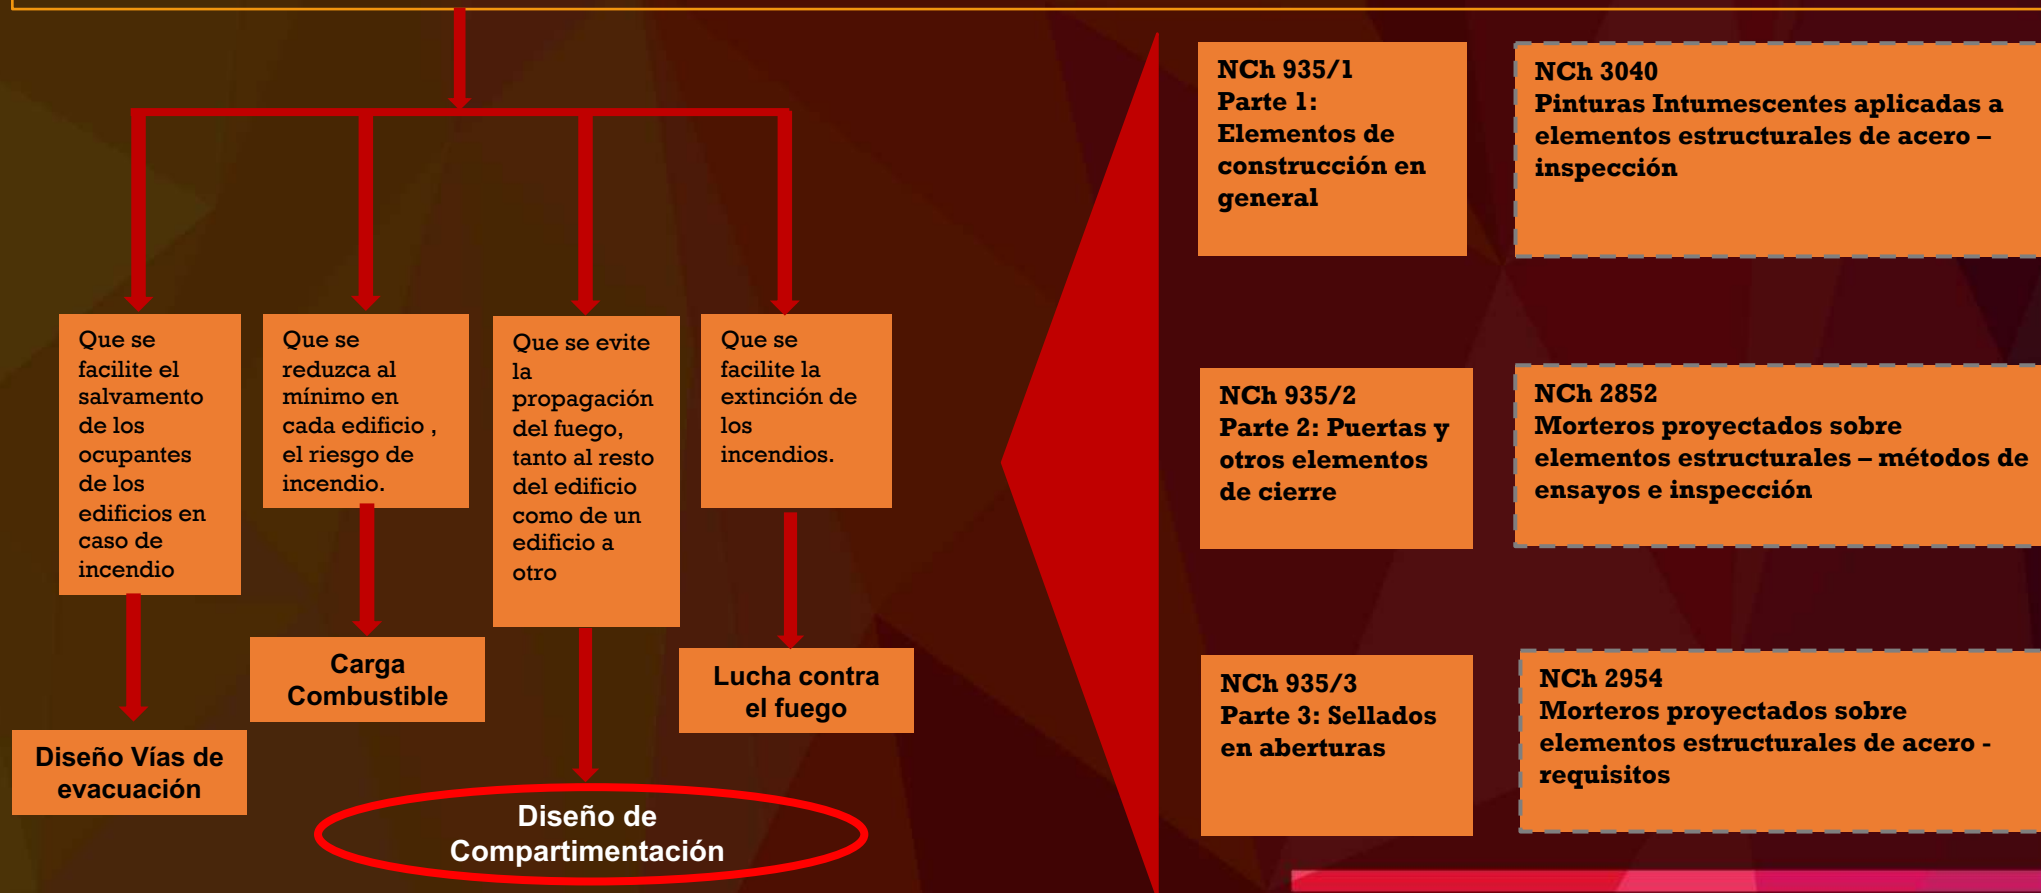 Que se
facilite el
salvamento
de los
ocupantes
de los
edificios en
caso de
incendio
Que se
reduzca al
mínimo en
cada edificio ,
el riesgo de
incendio.
Que se evite
la
propagación
del fuego,
tanto al resto
del edificio
como de un
edificio a
otro
Que se
facilite la
extinción de
los
incendios.
Diseño Vías de
evacuación
Carga
Combustible
Diseño de
Compartimentación
Lucha contra
el fuego
NCh 935/1
Parte 1:
Elementos de
construcción en
general
NCh 3040
Pinturas Intumescentes aplicadas a
elementos estructurales de acero –
inspección
NCh 935/2
Parte 2: Puertas y
otros elementos
de cierre
NCh 2852
Morteros proyectados sobre
elementos estructurales – métodos de
ensayos e inspección
NCh 935/3
Parte 3: Sellados
en aberturas
NCh 2954
Morteros proyectados sobre
elementos estructurales de acero -
requisitos